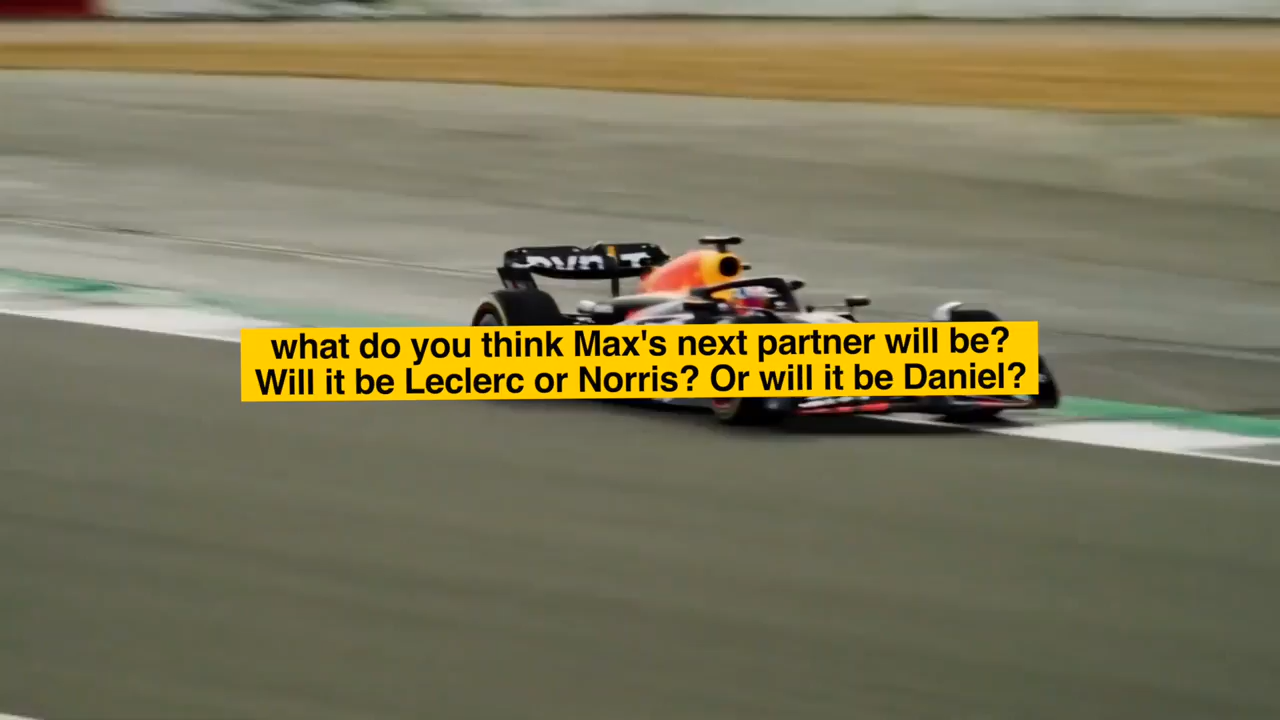 what do you think Max's next partner will be?
Will it be Leclerc or Norris? Or will it be Daniel?